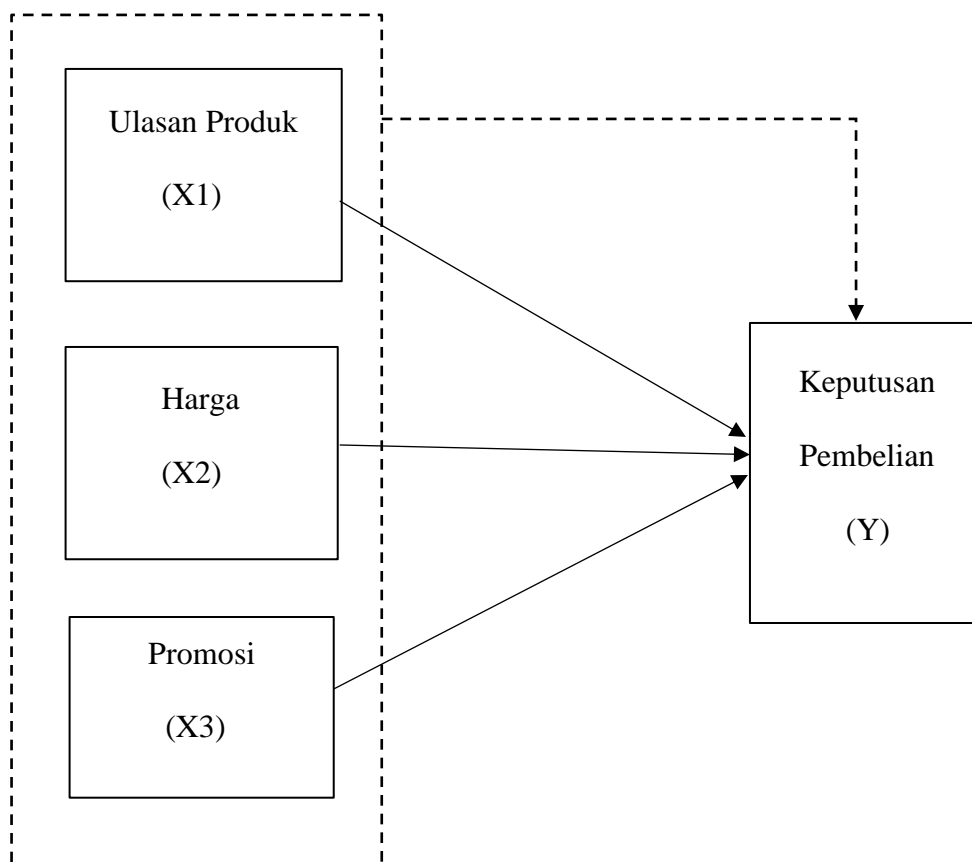 Ulasan Produk
(X1)
Harga
(X2)
Promosi
(X3)
Keputusan
Pembelian
(Y)